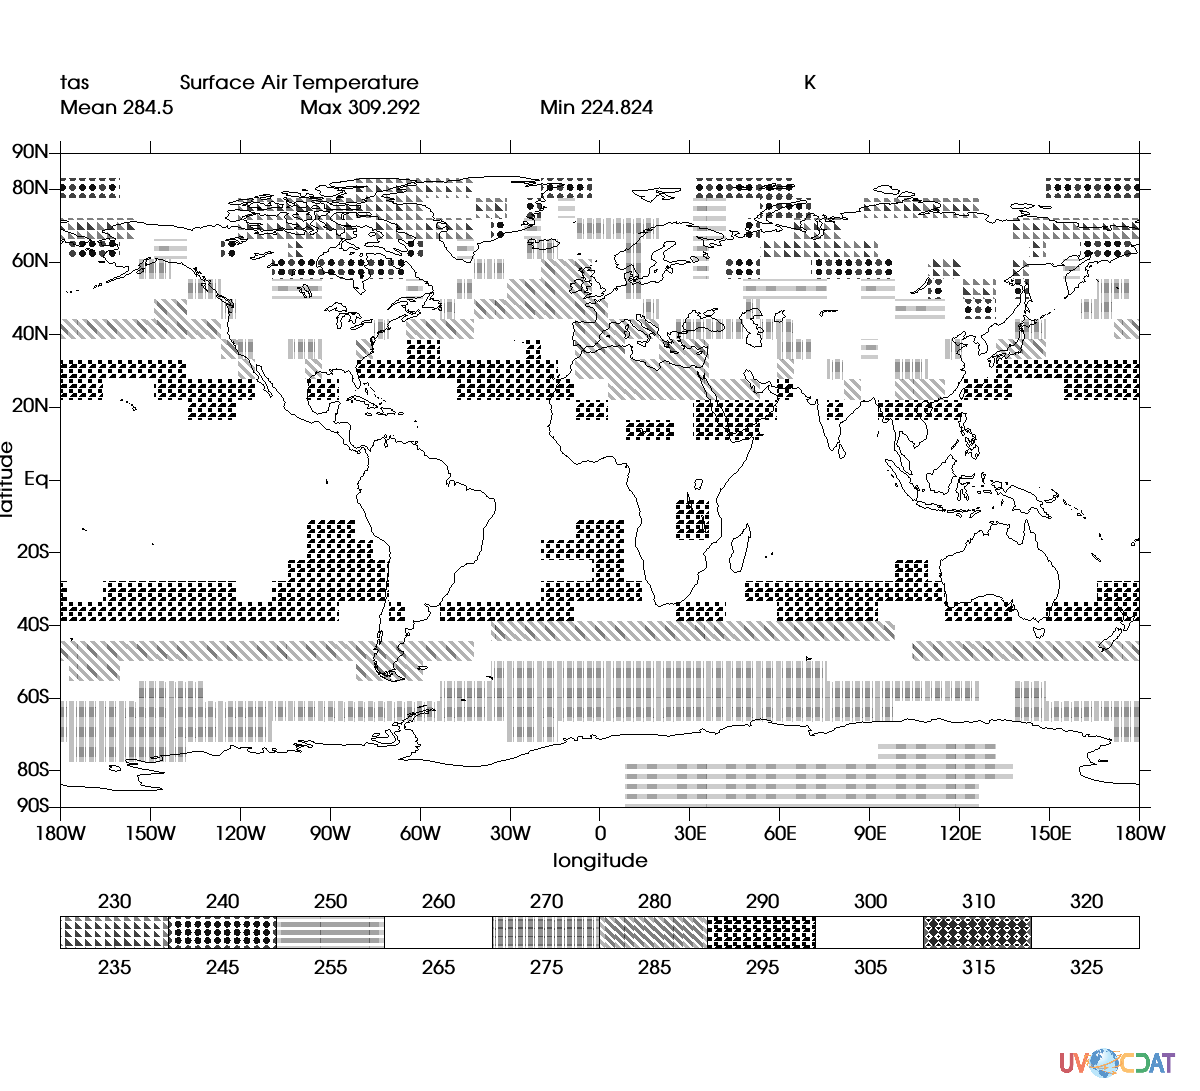 tas Surface Air Temperature K
Mean 284.5 Max 309.292 Min 224.824
90N
80N
60N
40N
20N
Eq
20S
40S
60S
80S
90S
latitude
180W 150W 120W 90W 60W 30W 0 30E 60E 90E 120E 150E 180W
longitude
230 240 250 260 270 280 290 300 310 320
235 245 255 265 275 285 295 305 315 325
UV CDAT